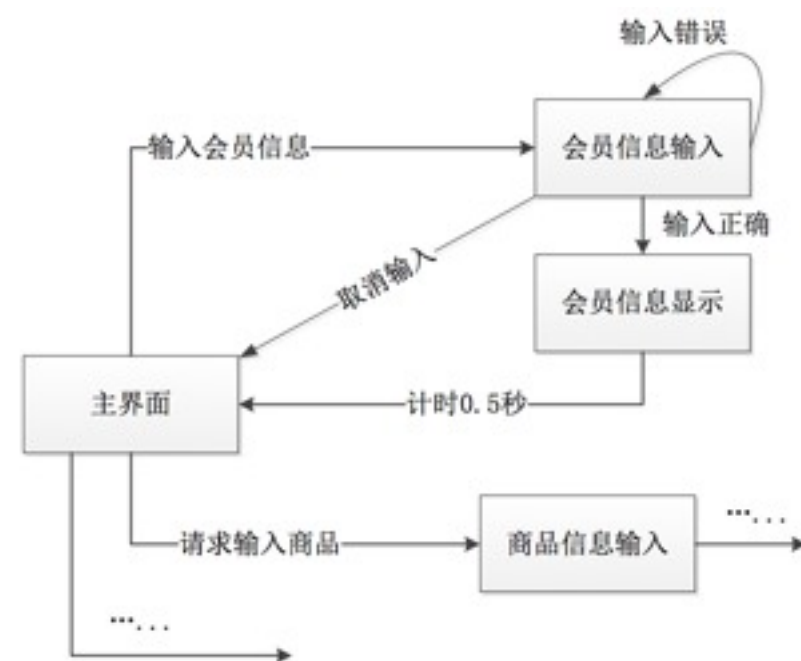 输入错误
输入会员信息
会员信息输入
输入正确
取消输入
会员信息显示
主界面
计时0.5秒
请求输入商品
商品信息输入
…...
…...